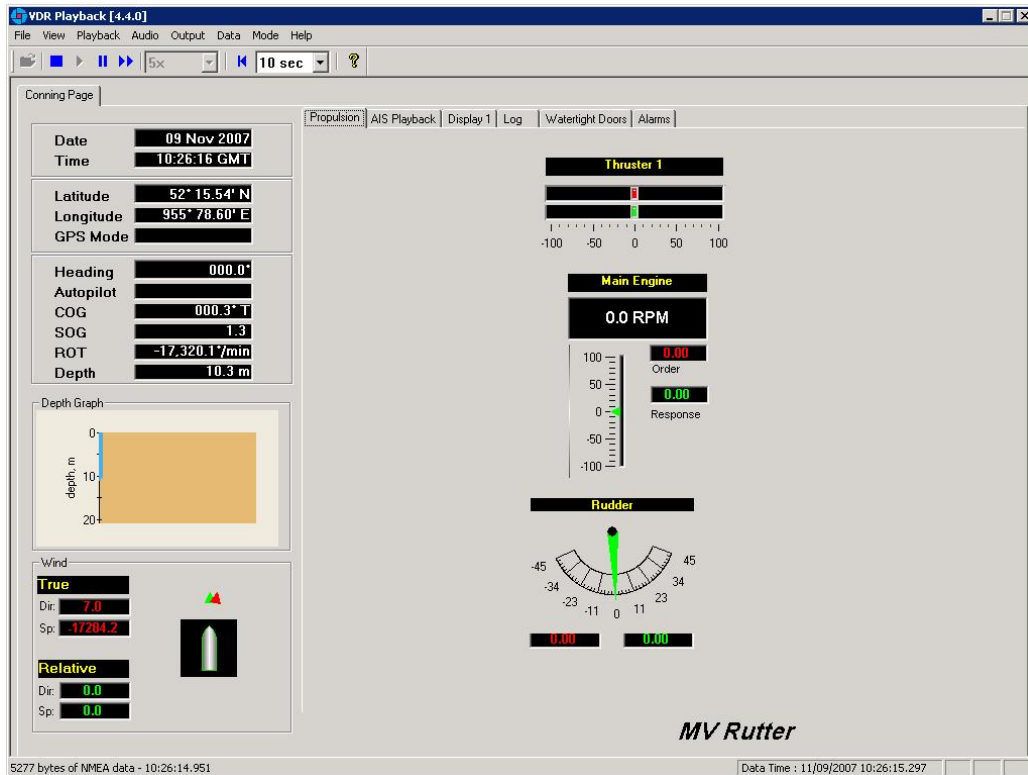 VDR Playback [4.4.0]
File View Playback Audio Output Data Mode Help
5x 10 sec
Conning Page
Propulsion AIS Playback Display 1 Log Watertight Doors Alarms
Date 09 Nov 2007
Time 10:26:16 GMT
Latitude 52° 15.54' N
Longitude 955° 78.60' E
GPS Mode
Heading 000.0°
Autopilot
COG 000.3° T
SOG 1.3
ROT -17,320.1°/min
Depth 10.3 m
Depth Graph
depth, m
0
10
20
Wind
True
Dir: 7.0
Sp: -17284.2
Relative
Dir: 0.0
Sp: 0.0
Thruster 1
-100 -50 0 50 100
Main Engine
0.0 RPM
100
50
0
-50
-100
0.00
Order
0.00
Response
Rudder
-45 -34 -23 -11 0 11 23 34 45
0.00 0.00
MV Rutter
5277 bytes of NMEA data - 10:26:14.951
Data Time : 11/09/2007 10:26:15.297